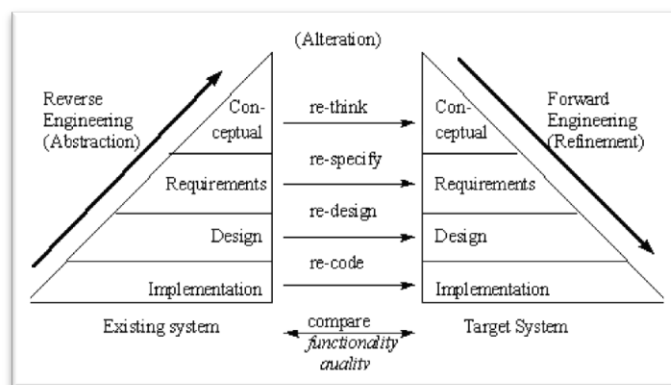 (Alteration)
Reverse
Engineering
(Abstraction)
Con-
ceptual
Requirements
Design
Implementation
Existing system
re-think
re-specify
re-design
re-code
compare
functionality
quality
Con-
ceptual
Requirements
Design
Implementation
Target System
Forward
Engineering
(Refinement)